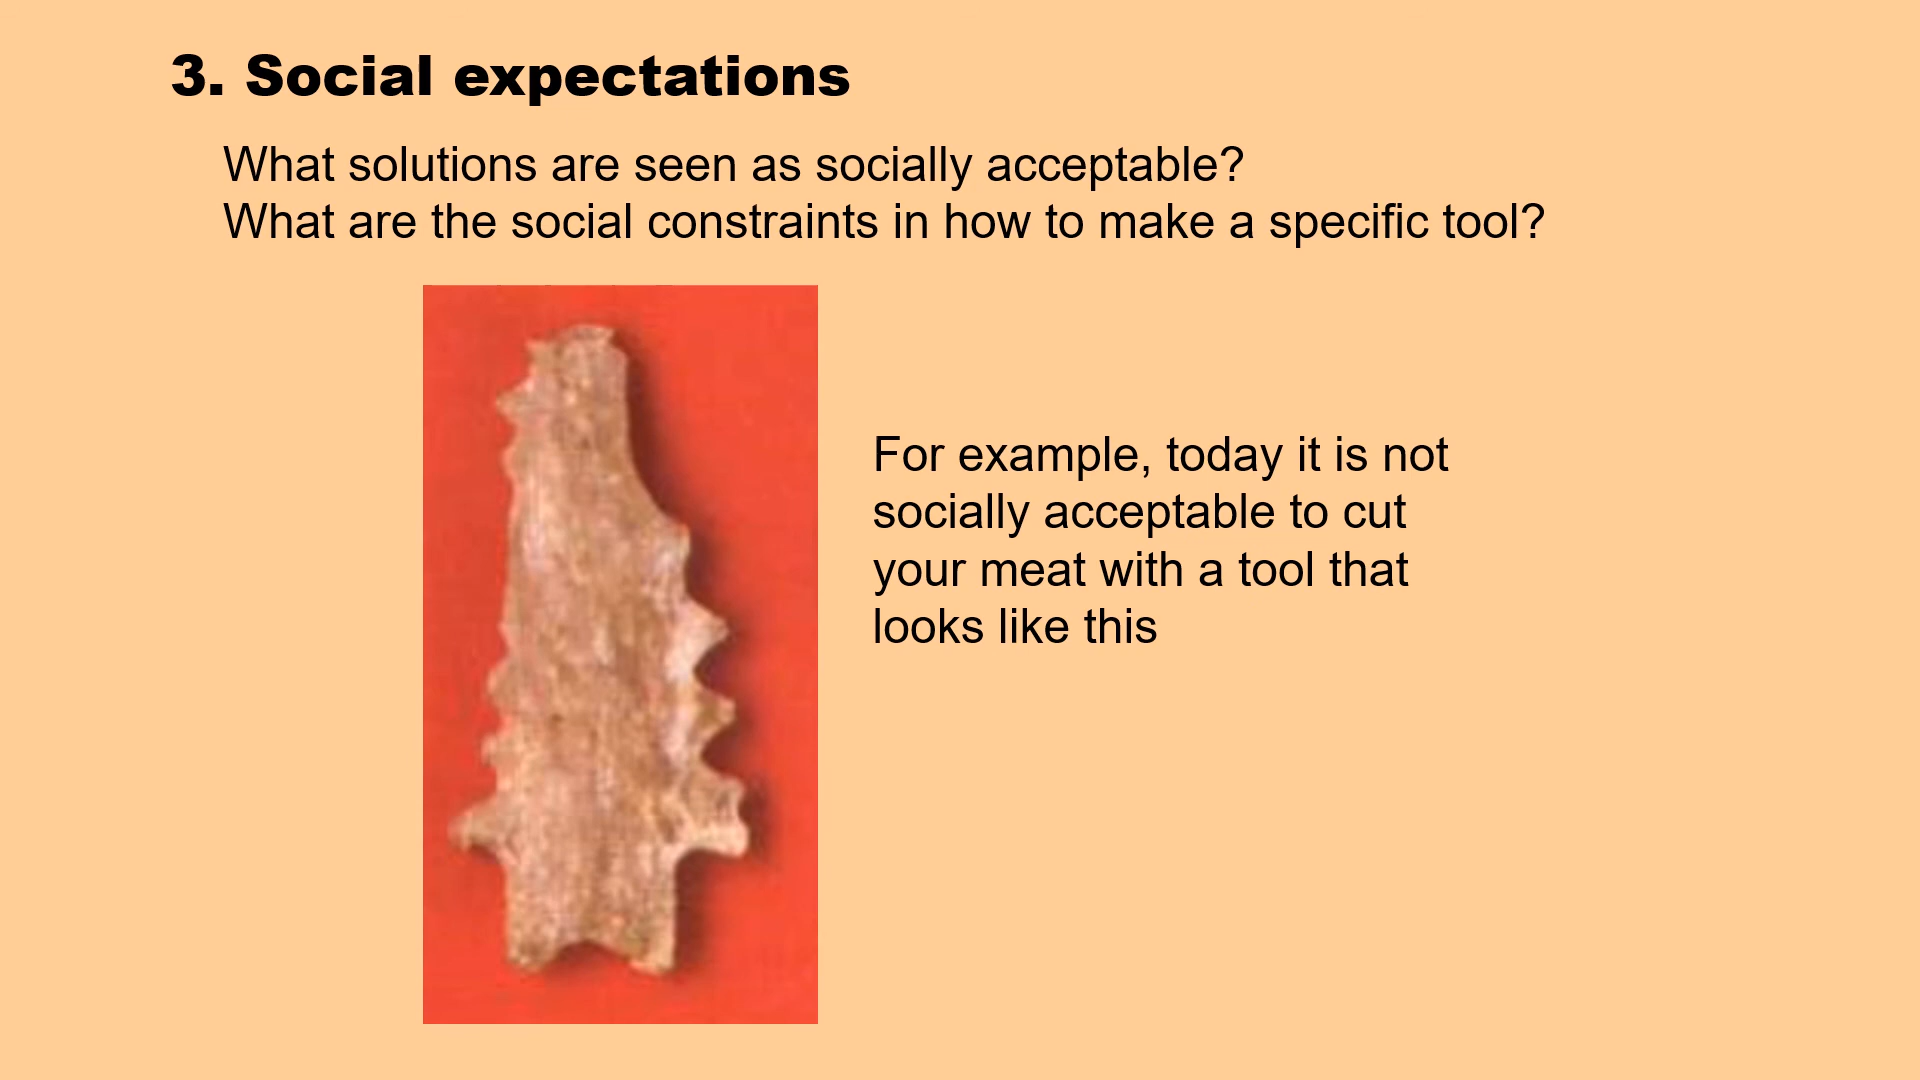 3. Social expectations
What solutions are seen as socially acceptable?
What are the social constraints in how to make a specific tool?
For example, today it is not
socially acceptable to cut
your meat with a tool that
looks like this